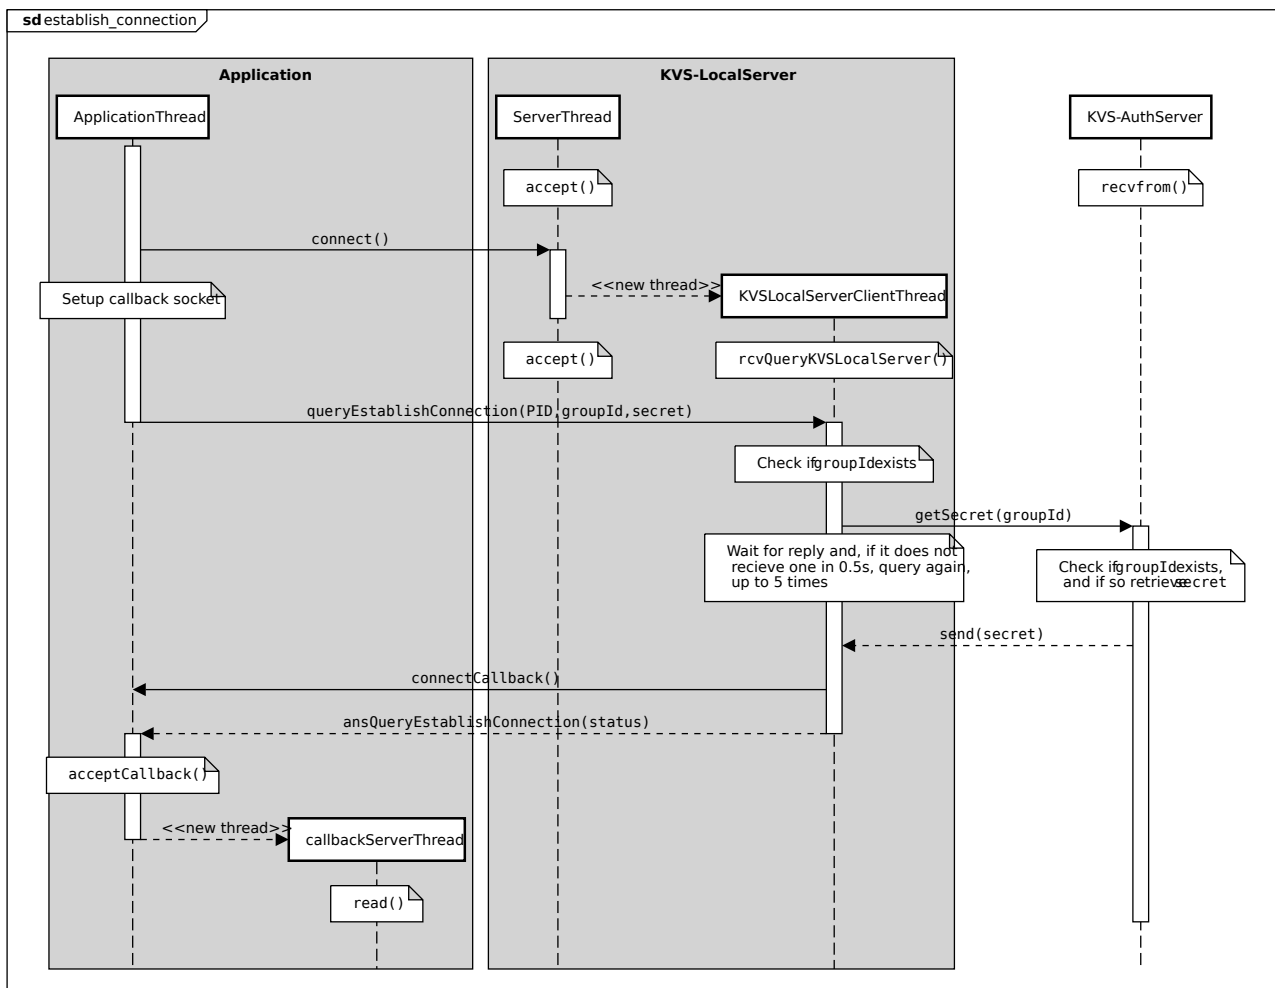 sd establish_connection
Application
KVS-LocalServer
ApplicationThread
ServerThread
KVS-AuthServer
accept()
recvfrom()
connect()
<<new thread>>
Setup callback socket
KVSLocalServerClientThread
accept()
rcvQueryKVSLocalServer()
queryEstablishConnection(PID,groupId,secret)
Check if groupId exists
getSecret(groupId)
Wait for reply and, if it does not
recieve one in 0.5s, query again,
up to 5 times
Check if groupId exists,
and if so retrieve secret
send(secret)
connectCallback()
ansQueryEstablishConnection(status)
acceptCallback()
<<new thread>>
callbackServerThread
read()